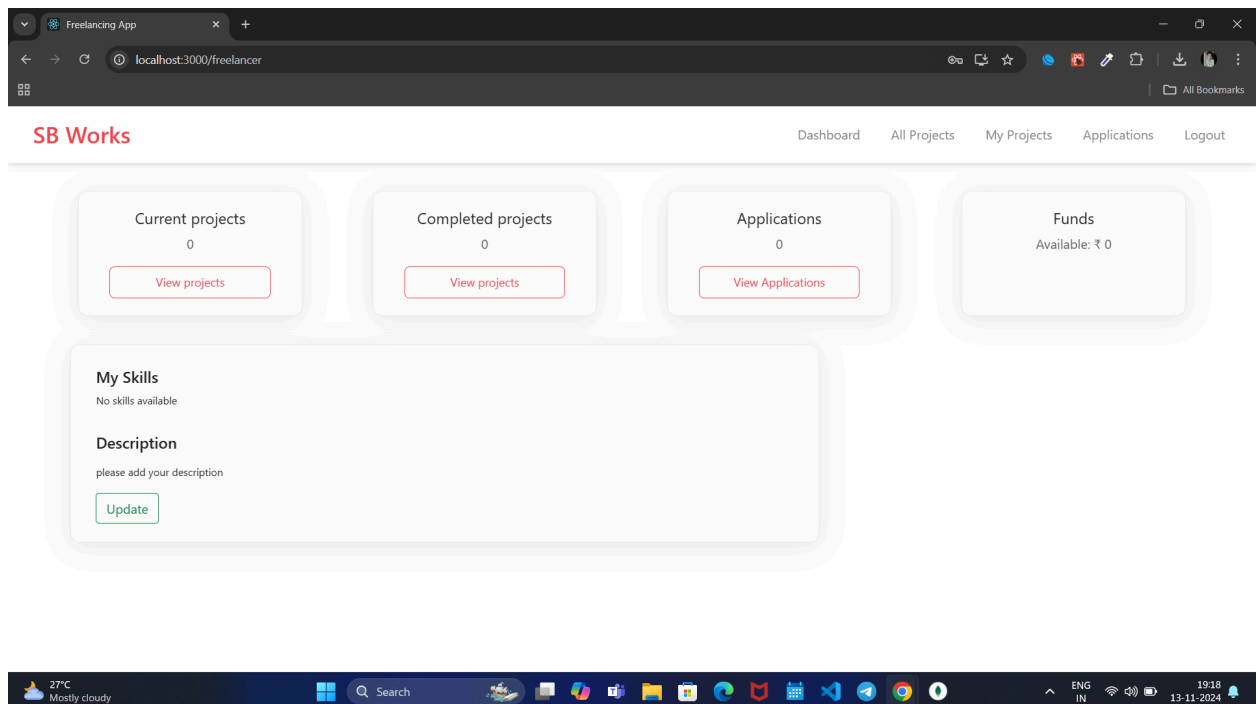 Freelancing App
localhost:3000/freelancer
All Bookmarks
SB Works
Dashboard All Projects My Projects Applications Logout
Current projects
0
View projects
Completed projects
0
View projects
Applications
0
View Applications
Funds
Available: ₹ 0
My Skills
No skills available
Description
please add your description
Update
27°C
Mostly cloudy
Search
ENG
IN
19:18
13-11-2024